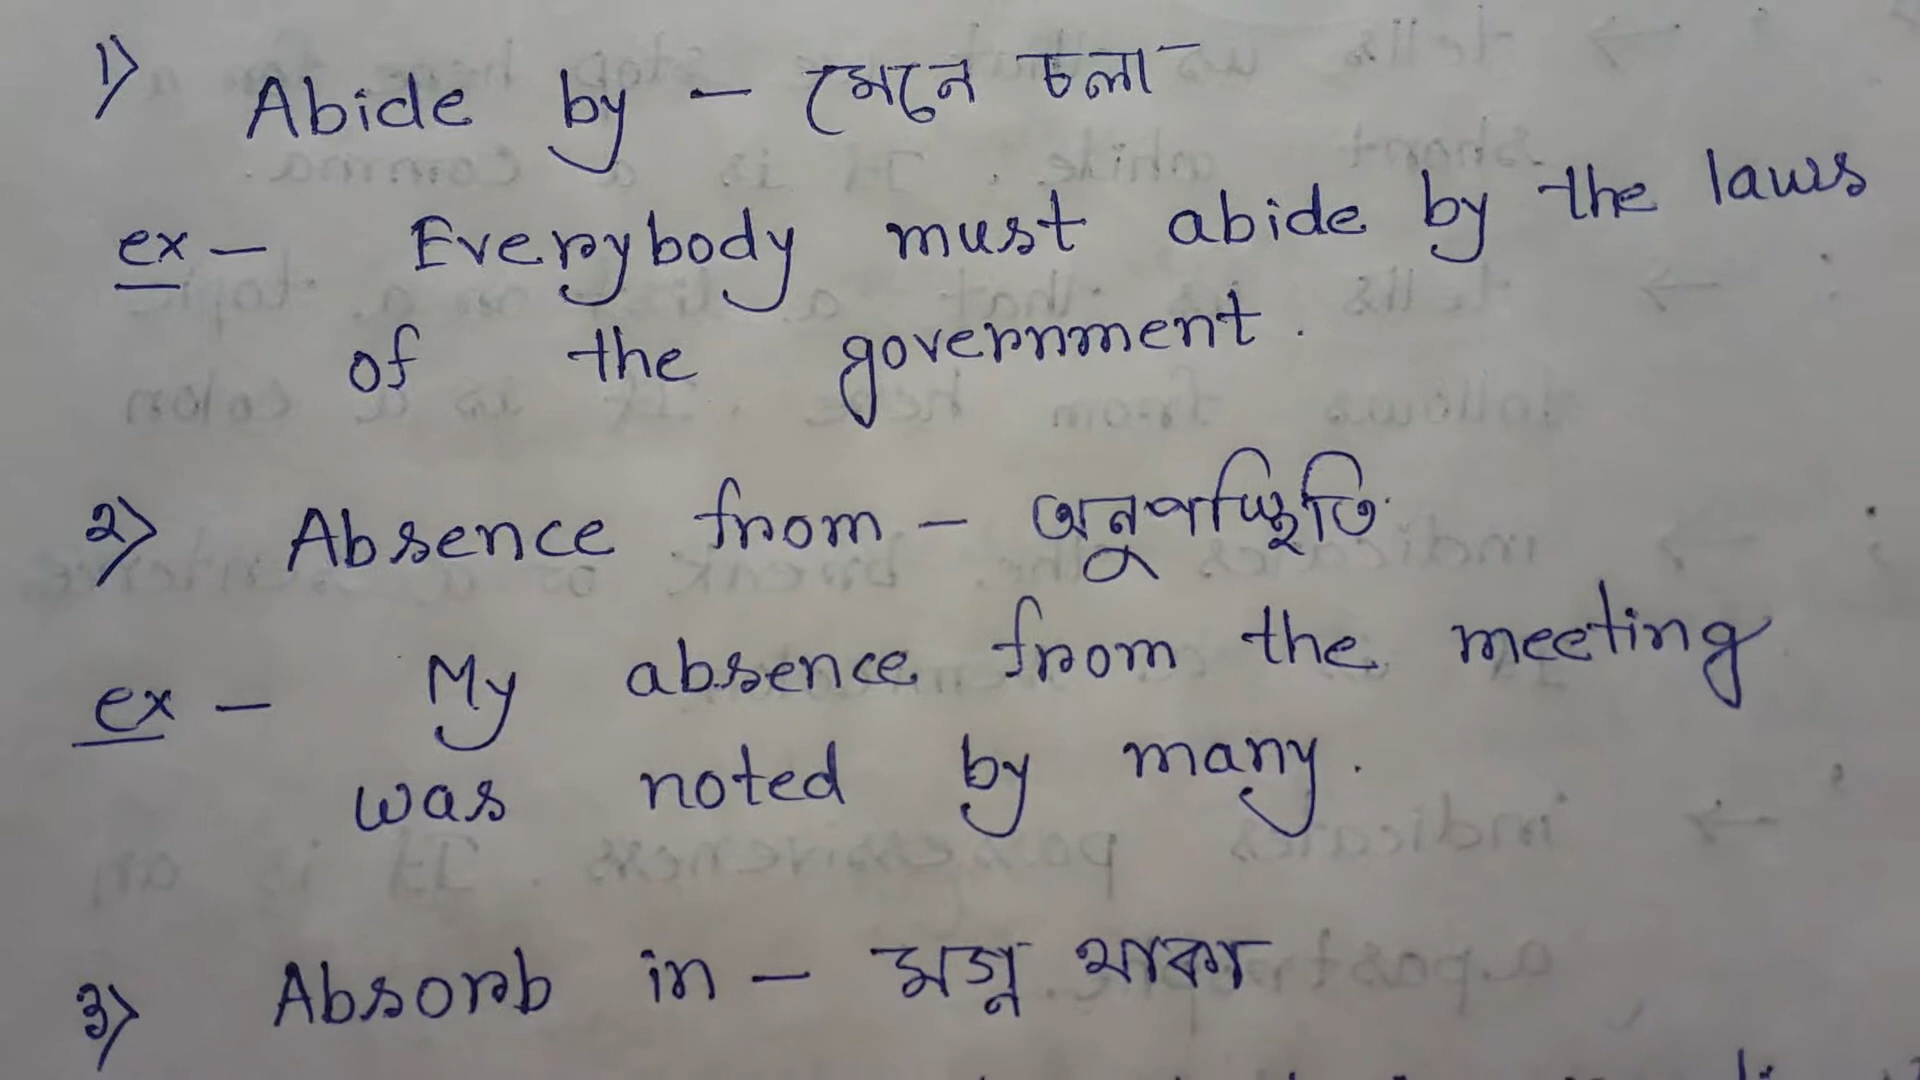 1) Abide by - মেনে চলা
ex - Everybody must abide by the laws
of the government.
2) Absence from - অনুপস্থিতি
ex - My absence from the meeting
was noted by many.
3) Absorb in - মগ্ন থাকা